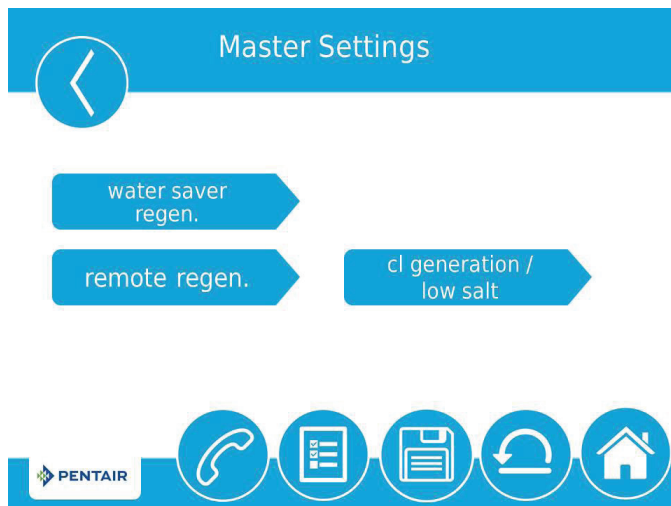 Master Settings
water saver
regen.
remote regen.
cl generation /
low salt
PENTAIR